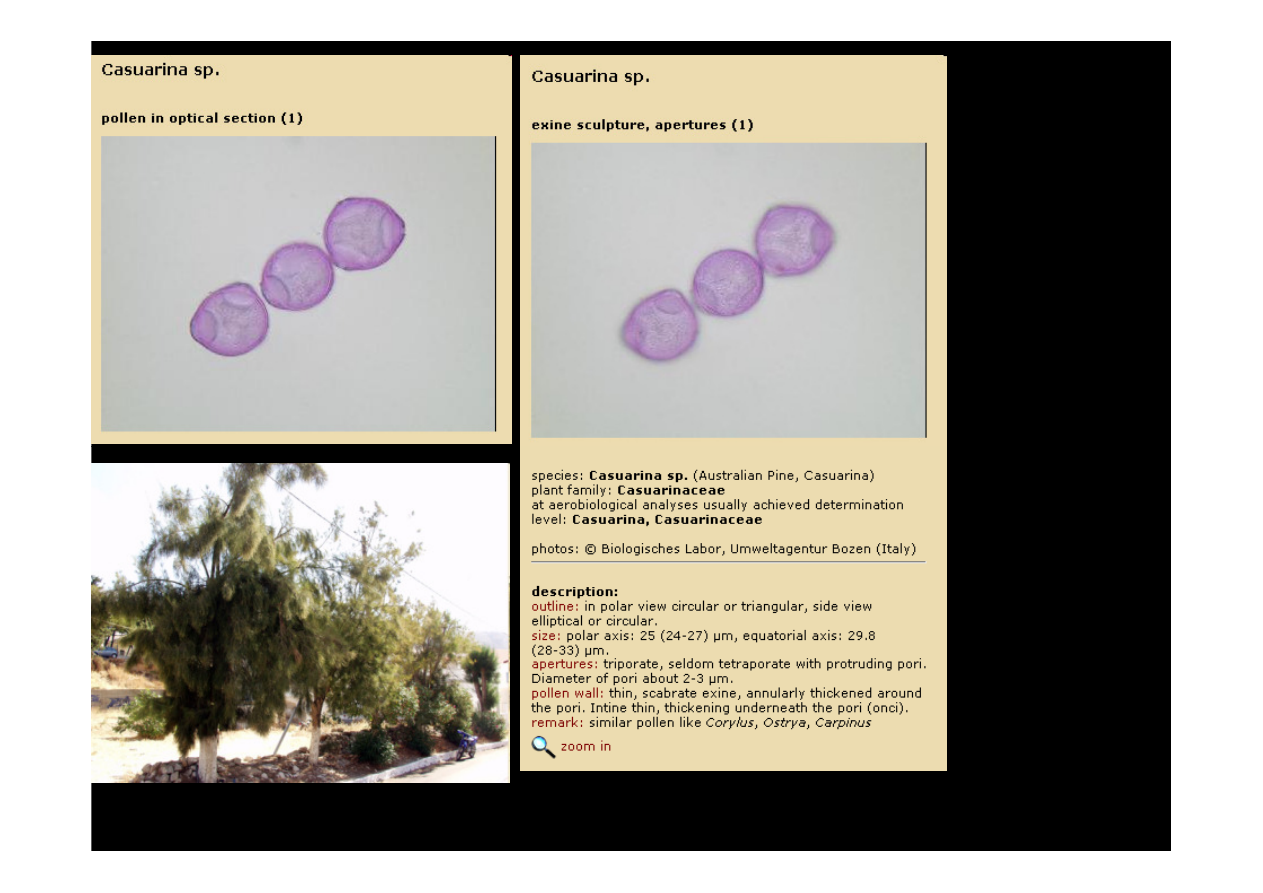 Casuarina sp.
pollen in optical section (1)
Casuarina sp.
exine sculpture, apertures (1)
species: Casuarina sp. (Australian Pine, Casuarina)
plant family: Casuarinaceae
at aerobiological analyses usually achieved determination
level: Casuarina, Casuarinaceae
photos: © Biologisches Labor, Umweltagentur Bozen (Italy)
description:
outline: in polar view circular or triangular, side view
elliptical or circular.
size: polar axis: 25 (24-27) µm, equatorial axis: 29.8
(28-33) µm.
apertures: triporate, seldom tetraporate with protruding pori.
Diameter of pori about 2-3 µm.
pollen wall: thin, scabrate exine, annularly thickened around
the pori. Intine thin, thickening underneath the pori (onci).
remark: similar pollen like Corylus, Ostrya, Carpinus
zoom in